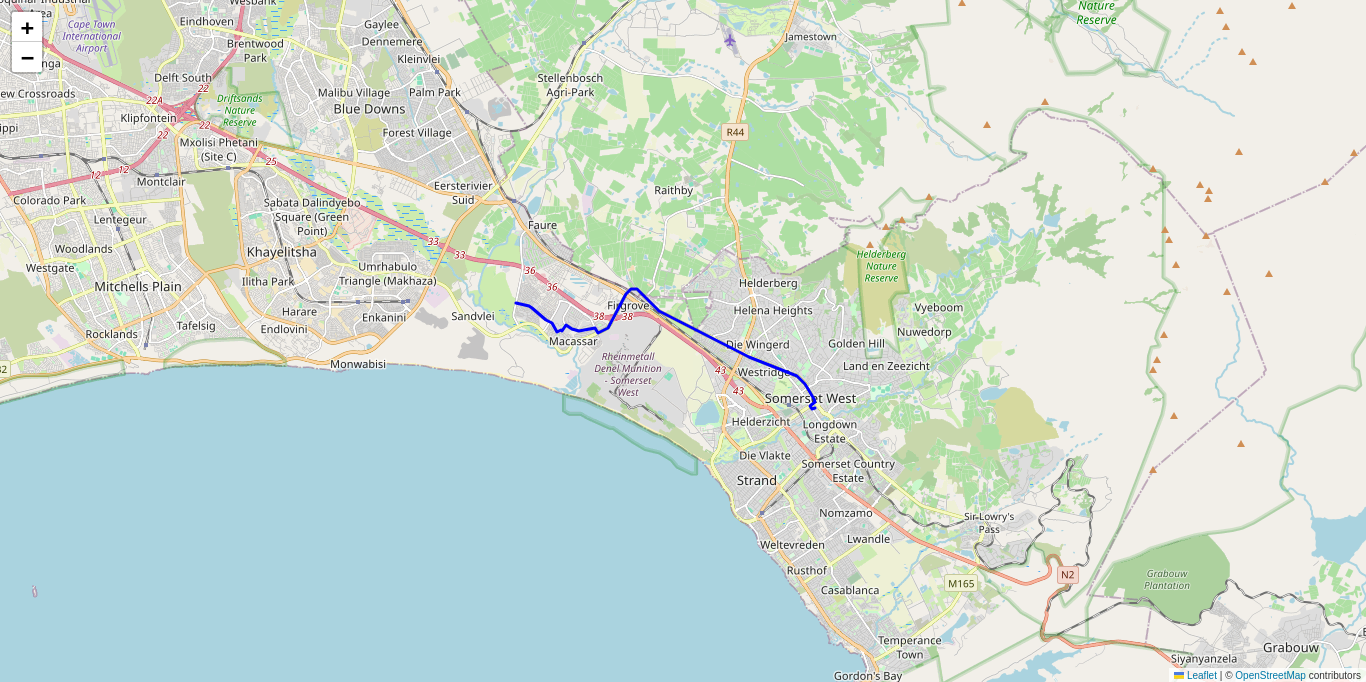 +
−
Cape Town
International
Airport
Eindhoven
Brentwood
Park
Gaylee
Dennemere
Kleinvlei
Nature
Reserve
Jamestown
Stellenbosch
Agri-Park
Delft South
22
New Crossroads
22A
Driftsands
Nature
Reserve
Malibu Village
Blue Downs
Palm Park
Klipfontein
22
22
Forest Village
R44
Mxolisi Phetani
(Site C)
25
12
12
Montclair
Eersterivier
Suid
Raithby
Colorado Park
Sabata Dalindyebo
Square (Green
Point)
Lentegeur
Faure
33
33
Woodlands
Khayelitsha
Westgate
Umrhabulo
Triangle (Makhaza)
36
36
Helderberg
Nature
Reserve
Mitchells Plain
Ilitha Park
Helderberg
Harare
Enkanini
Sandvlei
Firgrove
38
38
Helena Heights
Vyeboom
Rocklands
Tafelsig
Endlovini
Macassar
Nuwedorp
Die Wingerd
Golden Hill
Monwabisi
Rheinmetall
Denel Munition
- Somerset
West
43
43
Westridge
Land en Zeezicht
Somerset West
Helderzicht
Longdown
Estate
Die Vlakte
Somerset Country
Estate
Strand
Nomzamo
Sir Lowry's
Pass
Weltevreden
Lwandle
Rusthof
N2
M165
Grabouw
Plantation
Casablanca
Temperance
Town
Grabouw
Siyanyanzela
Gordon's Bay
Leaflet | © OpenStreetMap contributors